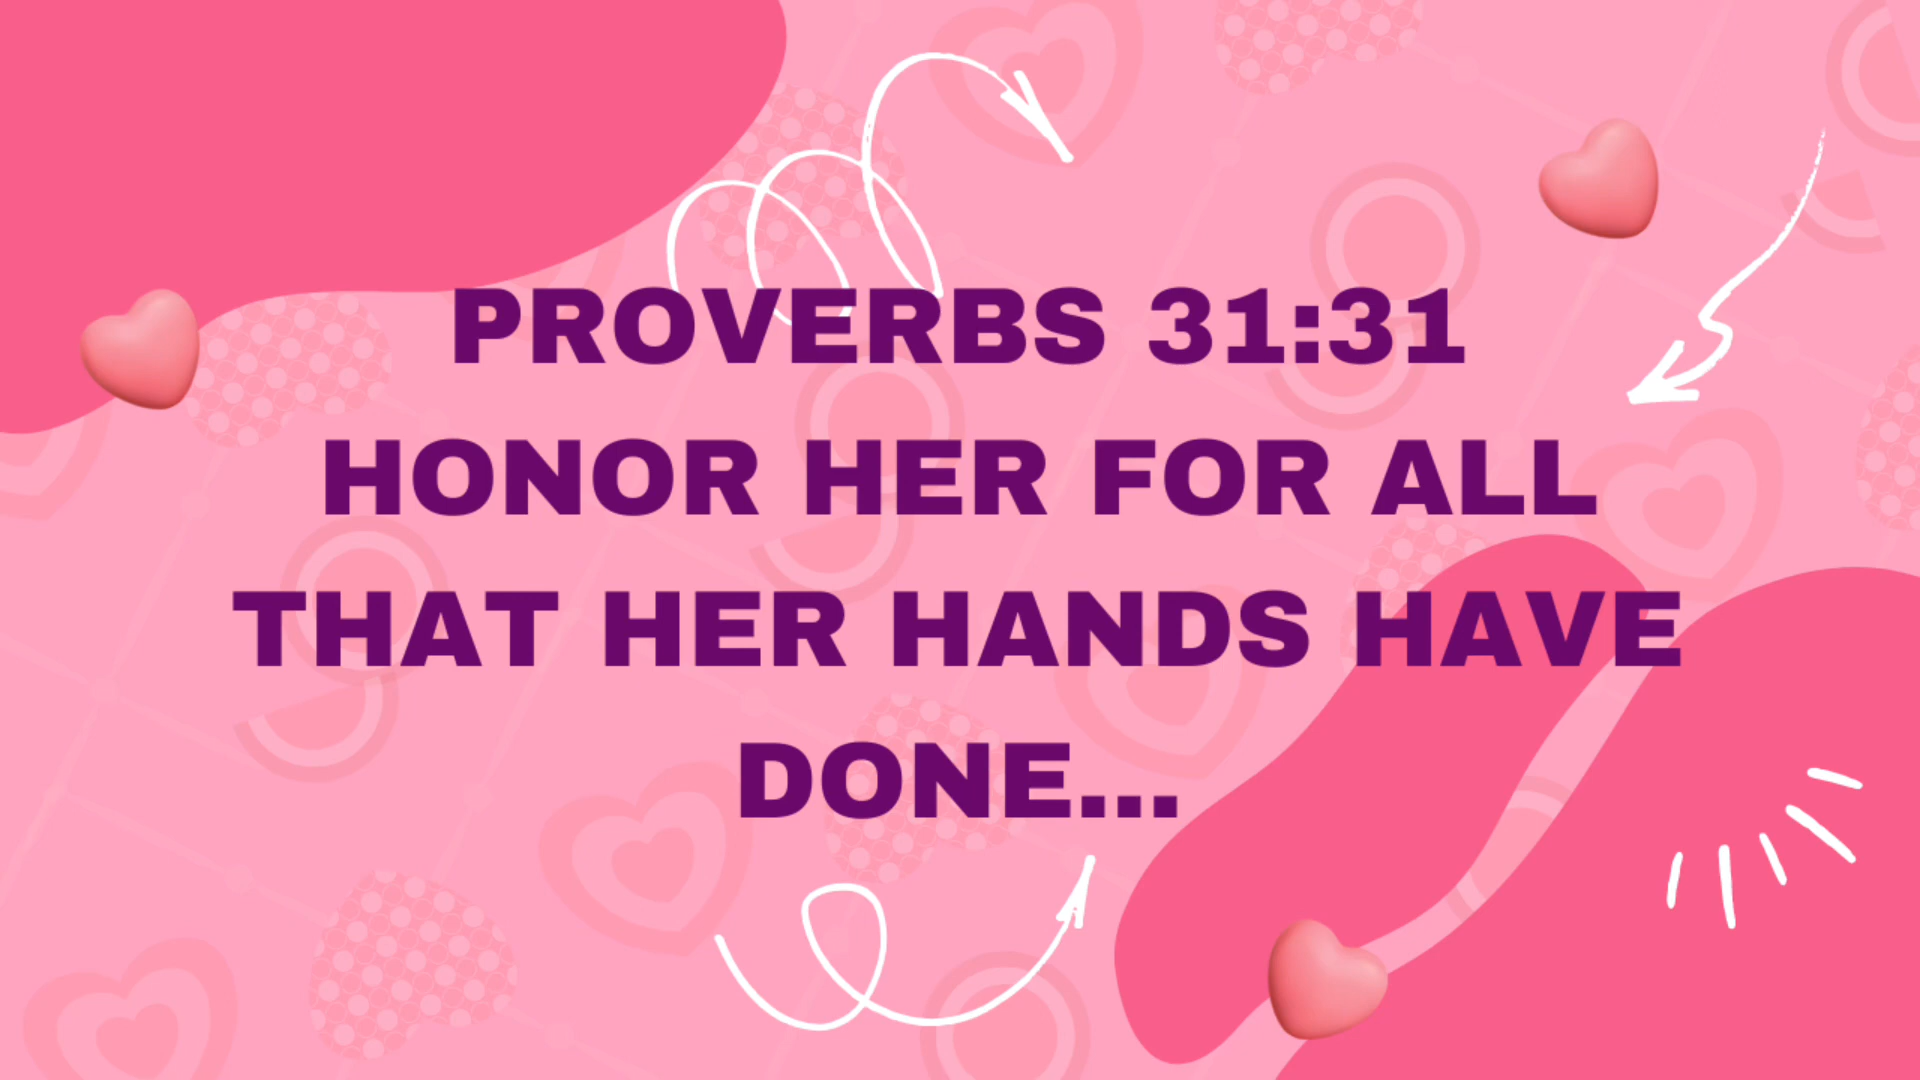 PROVERBS 31:31
HONOR HER FOR ALL
THAT HER HANDS HAVE
DONE...